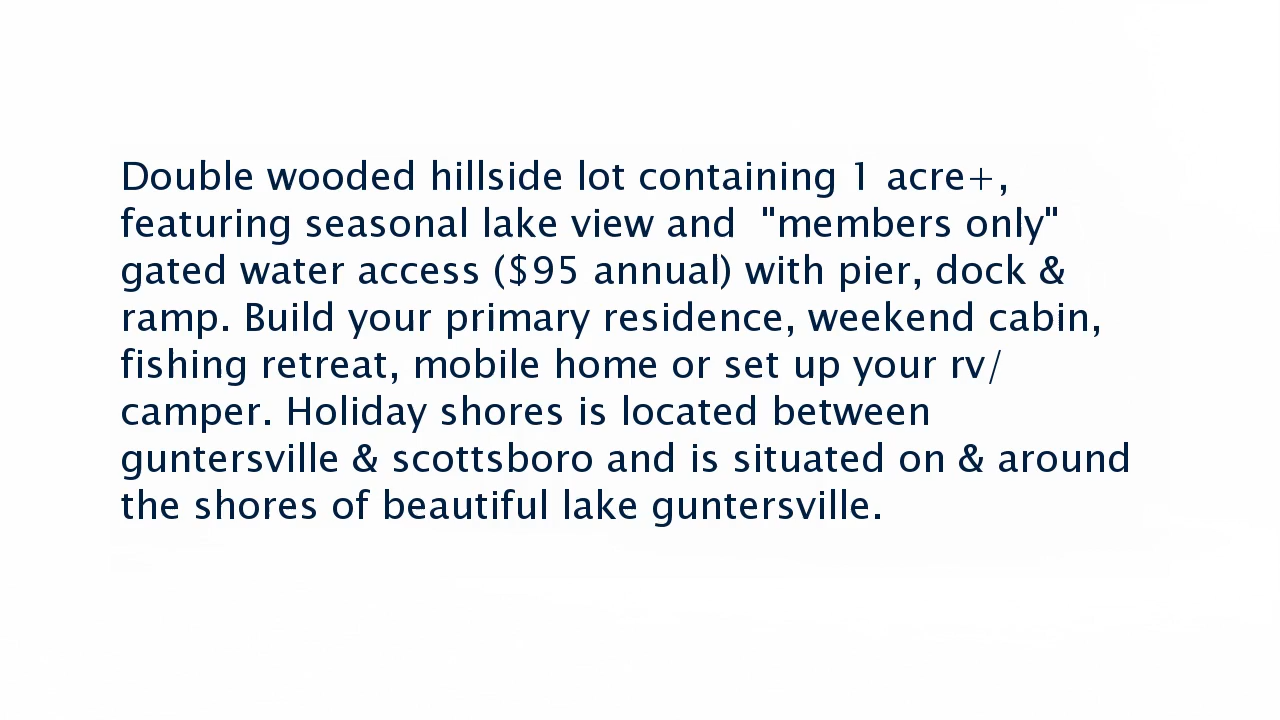 Double wooded hillside lot containing 1 acre+,
featuring seasonal lake view and  "members only"
gated water access ($95 annual) with pier, dock &
ramp. Build your primary residence, weekend cabin,
fishing retreat, mobile home or set up your rv/
camper. Holiday shores is located between
guntersville & scottsboro and is situated on & around
the shores of beautiful lake guntersville.